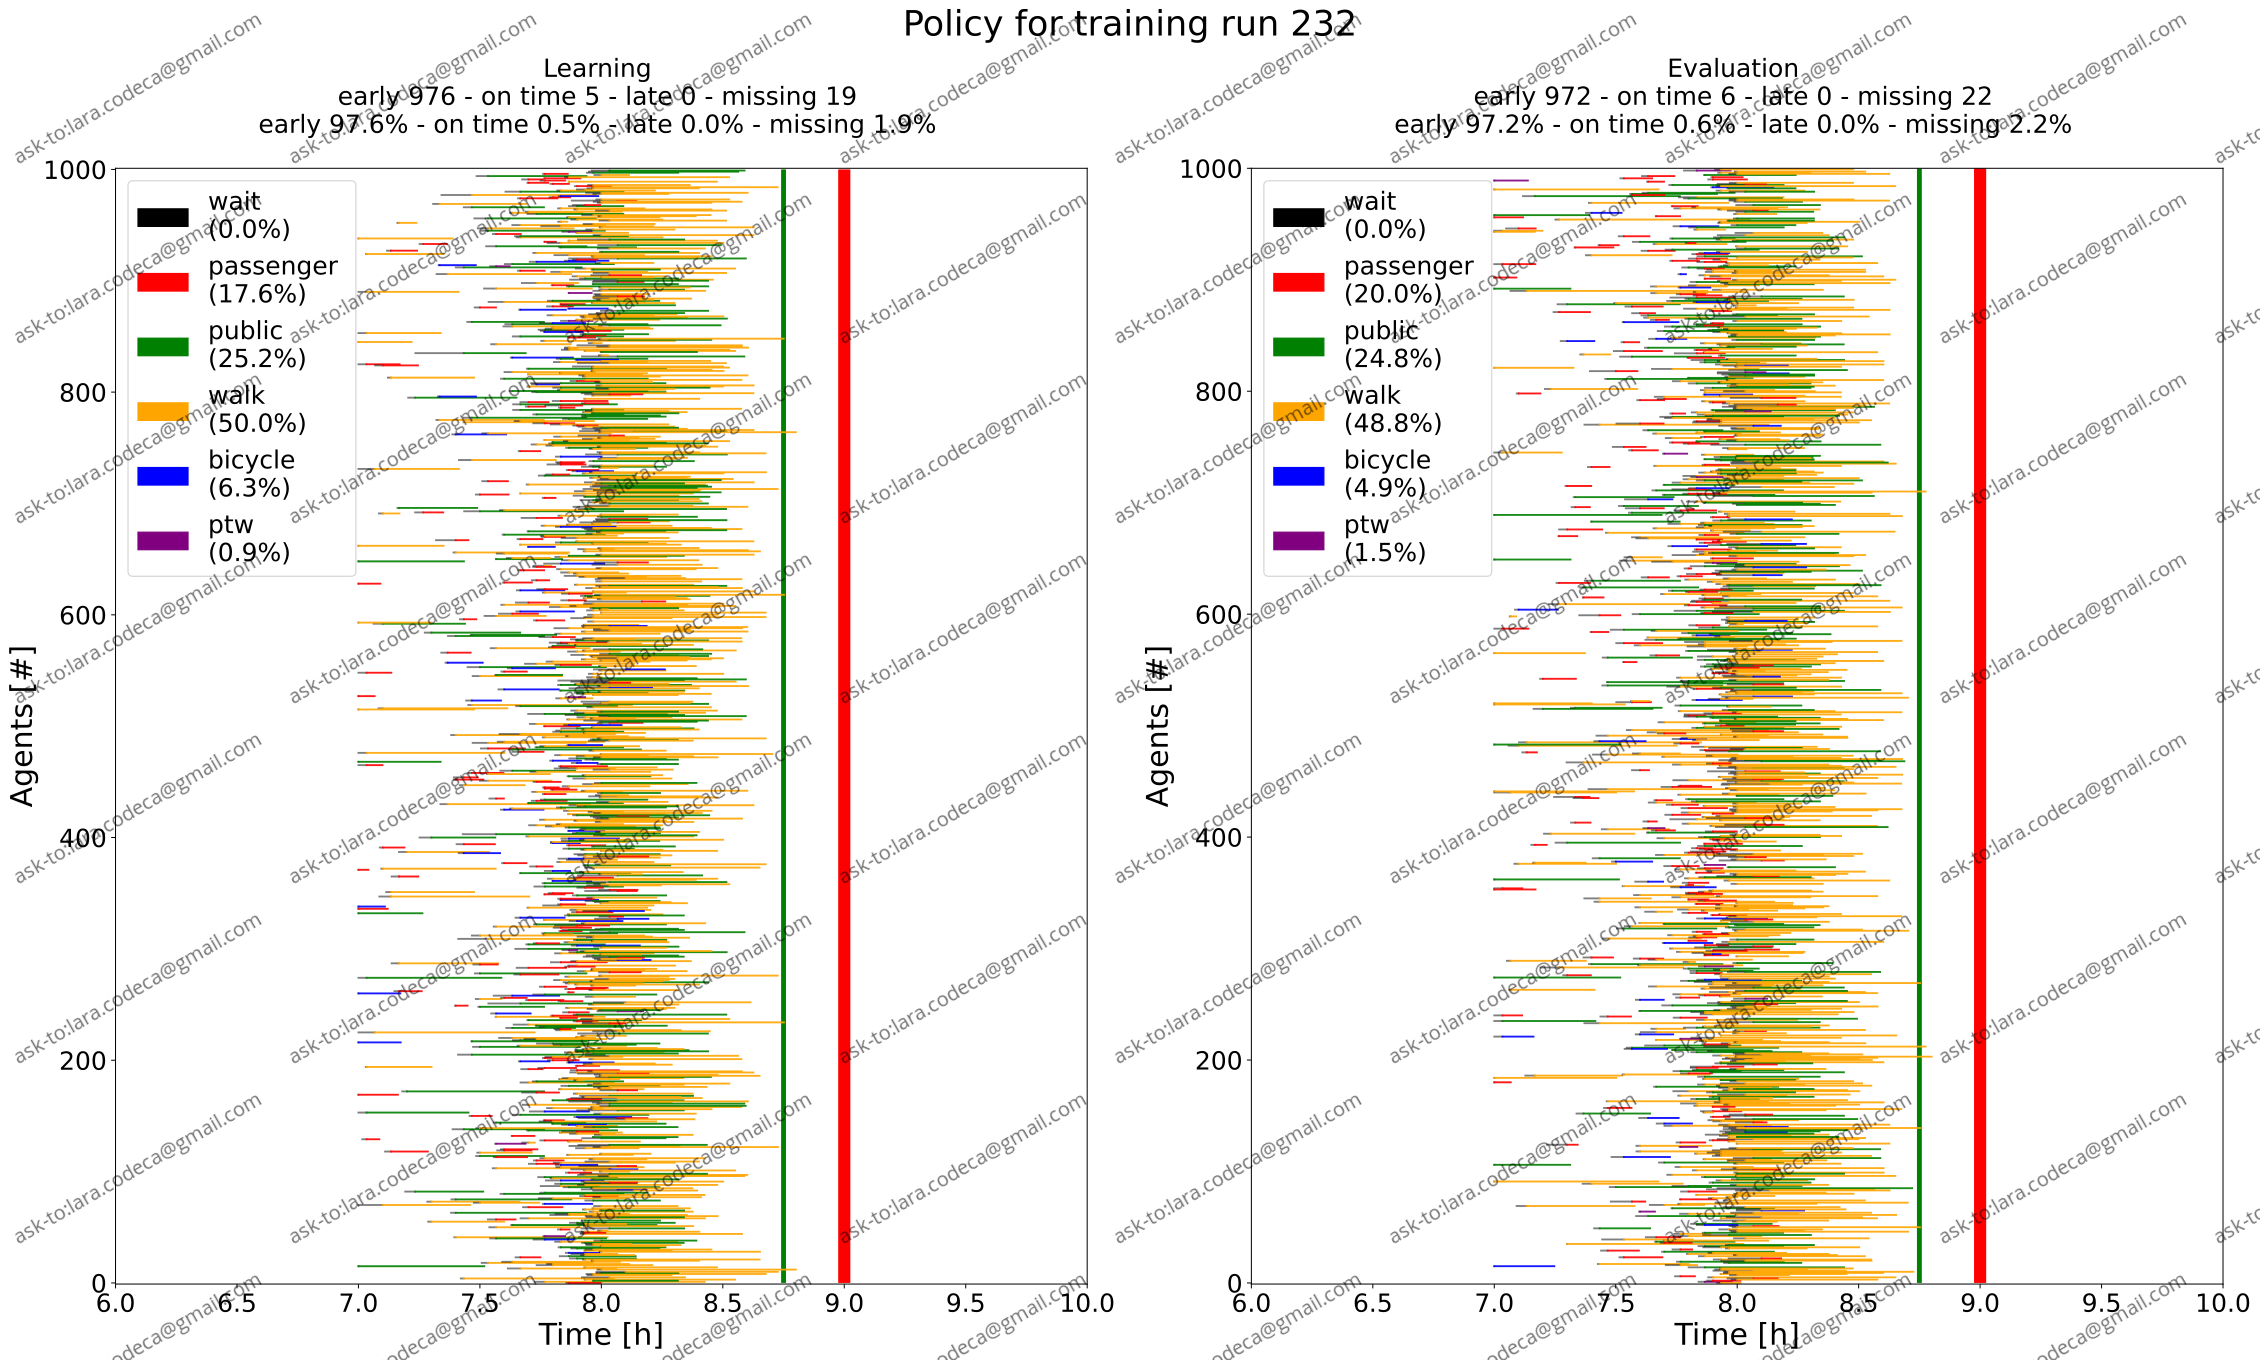 Policy for training run 232
Learning
early 976 - on time 5 - late 0 - missing 19
early 97.6% - on time 0.5% - late 0.0% - missing 1.9%
1000
800
600
400
200
0
Agents [#]
wait
(0.0%)
passenger
(17.6%)
public
(25.2%)
walk
(50.0%)
bicycle
(6.3%)
ptw
(0.9%)
6.0 6.5 7.0 7.5 8.0 8.5 9.0 9.5 10.0
Time [h]
Evaluation
early 972 - on time 6 - late 0 - missing 22
early 97.2% - on time 0.6% - late 0.0% - missing 2.2%
1000
800
600
400
200
0
Agents [#]
wait
(0.0%)
passenger
(20.0%)
public
(24.8%)
walk
(48.8%)
bicycle
(4.9%)
ptw
(1.5%)
6.0 6.5 7.0 7.5 8.0 8.5 9.0 9.5 10.0
Time [h]
ask-to:lara.codeca@gmail.com